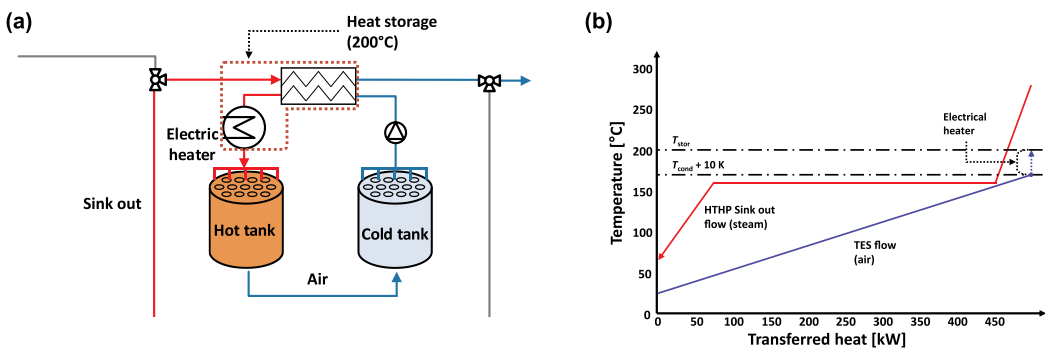 (a)
Heat storage
(200°C)
Electric
heater
Sink out
Hot tank
Cold tank
Air
(b)
Temperature [°C]
300
250
200
150
100
50
0
T_stor
T_cond + 10 K
Electrical
heater
HTHP Sink out
flow (steam)
TES flow
(air)
0 50 100 150 200 250 300 350 400 450
Transferred heat [kW]